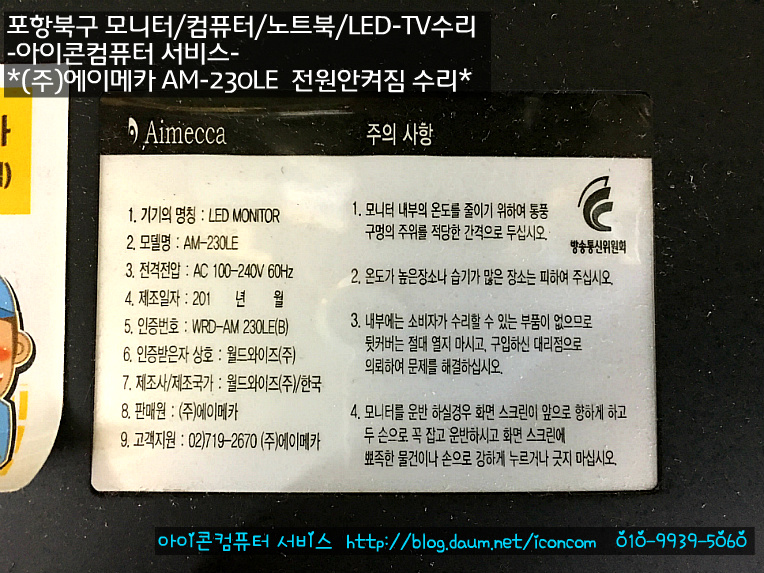 포항북구 모니터/컴퓨터/노트북/LED-TV수리
-아이콘컴퓨터 서비스-
*(주)에이메카 AM-230LE 전원안켜짐 수리*
Aimecca
주의 사항
1. 기기의 명칭 : LED MONITOR
2. 모델명 : AM-230LE
3. 전격전압 : AC 100-240V 60Hz
4. 제조일자 : 201 년 월
5. 인증번호 : WRD-AM 230LE(B)
6. 인증받은자 상호 : 월드와이즈(주)
7. 제조사/제조국가 : 월드와이즈(주)/한국
8. 판매원 : (주)에이메카
9. 고객지원 : 02)719-2670 (주)에이메카
1. 모니터 내부의 온도를 줄이기 위하여 통풍
구멍의 주위를 적당한 간격으로 두십시오.
방송통신위원회
2. 온도가 높은장소나 습기가 많은 장소는 피하여 주십시오.
3. 내부에는 소비자가 수리할 수 있는 부품이 없으므로
뒷커버는 절대 열지 마시고, 구입하신 대리점으로
의뢰하여 문제를 해결하십시오.
4. 모니터를 운반 하실경우 화면 스크린이 앞으로 향하게 하고
두 손으로 꼭 잡고 운반하시고 화면 스크린에
뾰족한 물건이나 손으로 강하게 누르거나 긋지 마십시오.
아이콘컴퓨터 서비스 http://blog.daum.net/iconcom 010-9939-5060